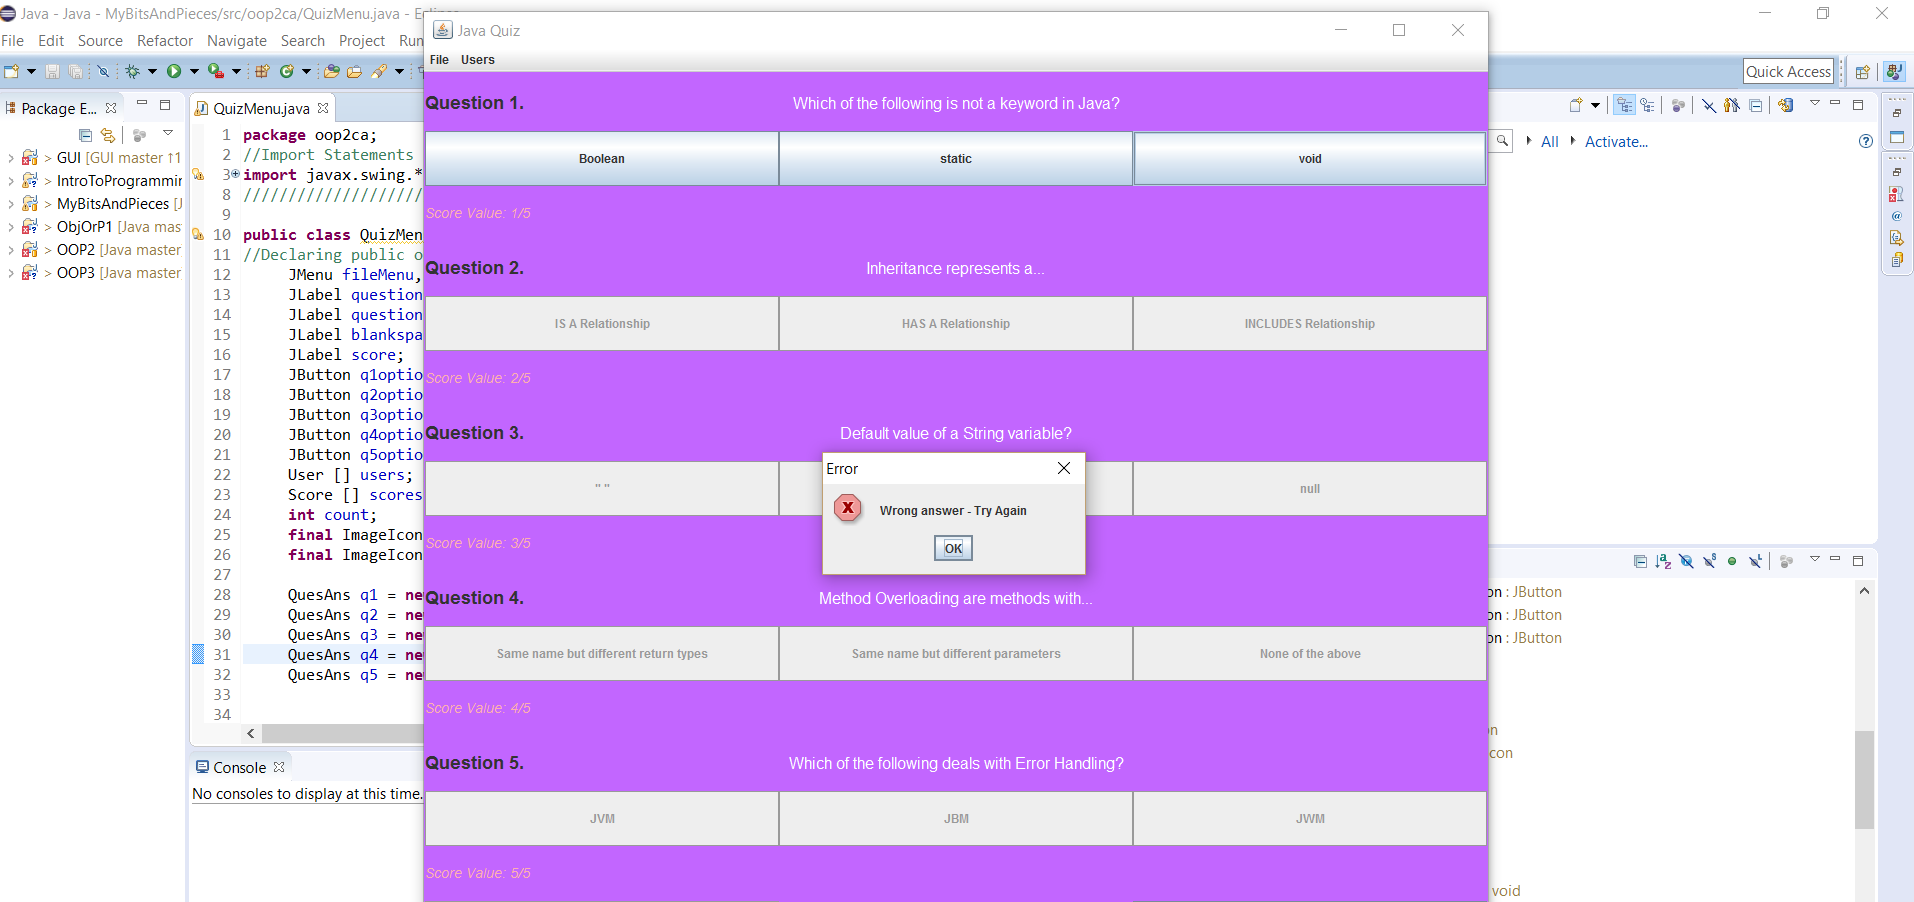 Java - Java - MyBitsAndPieces/src/oop2ca/QuizMenu.java - Eclipse
File Edit Source Refactor Navigate Search Project Run
Quick Access
Package E...
> GUI [GUI master ↑1
> IntroToProgrammin
> MyBitsAndPieces [J
> ObjOrP1 [Java mas
> OOP2 [Java master
> OOP3 [Java master
QuizMenu.java
1 package oop2ca;
2 //Import Statements
3 import javax.swing.*
8 ////////////////////
9
10 public class QuizMen
11 //Declaring public o
12 JMenu fileMenu,
13 JLabel question
14 JLabel question
15 JLabel blankspa
16 JLabel score;
17 JButton q1optio
18 JButton q2optio
19 JButton q3optio
20 JButton q4optio
21 JButton q5optio
22 User [] users;
23 Score [] scores
24 int count;
25 final ImageIcon
26 final ImageIcon
27
28 QuesAns q1 = new
29 QuesAns q2 = new
30 QuesAns q3 = new
31 QuesAns q4 = new
32 QuesAns q5 = new
33
34
Console
No consoles to display at this time.
Java Quiz
File Users
Question 1. Which of the following is not a keyword in Java?
Boolean static void
Score Value: 1/5
Question 2. Inheritance represents a...
IS A Relationship HAS A Relationship INCLUDES Relationship
Score Value: 2/5
Question 3. Default value of a String variable?
" " null
Score Value: 3/5
Error
Wrong answer - Try Again
OK
Question 4. Method Overloading are methods with...
Same name but different return types Same name but different parameters None of the above
Score Value: 4/5
Question 5. Which of the following deals with Error Handling?
JVM JBM JWM
Score Value: 5/5
All Activate...
on : JButton
on : JButton
on : JButton
on
con
void